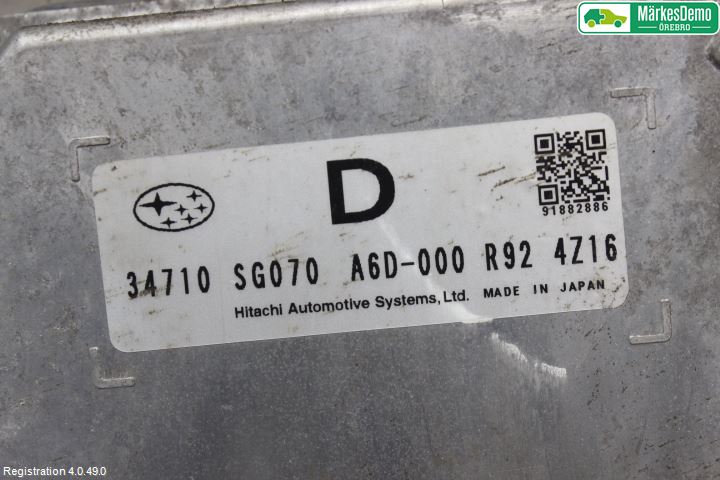 MärkesDemo
ÖREBRO
D
91882886
34710 SG070 A6D-000 R92 4Z16
Hitachi Automotive Systems, Ltd. MADE IN JAPAN
Registration 4.0.49.0